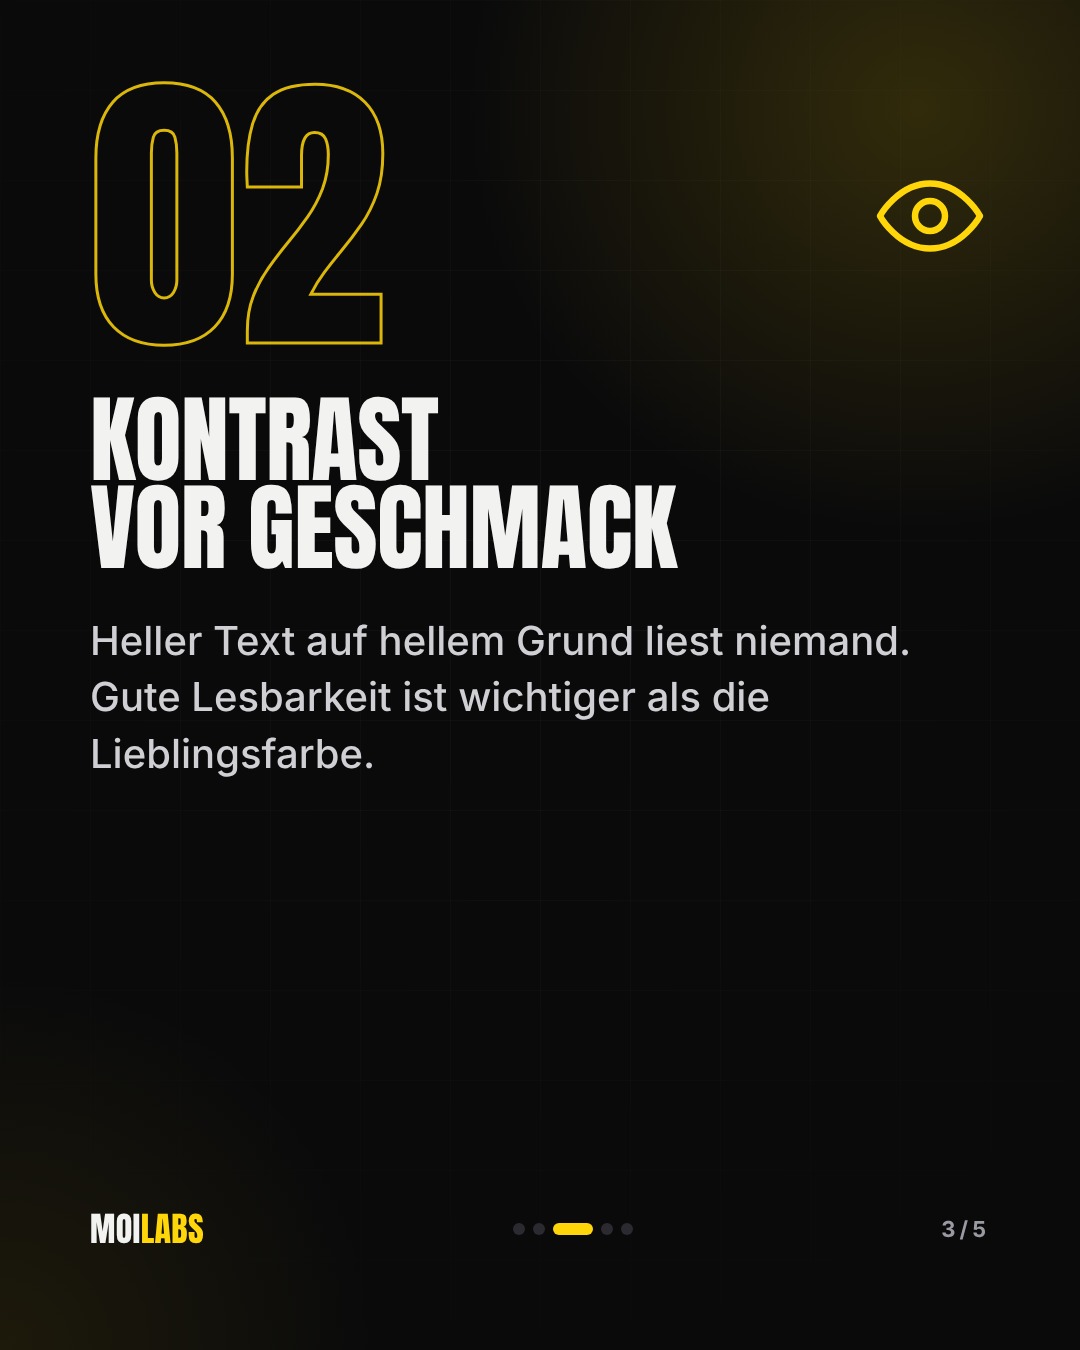 02
KONTRAST
VOR GESCHMACK
Heller Text auf hellem Grund liest niemand.
Gute Lesbarkeit ist wichtiger als die
Lieblingsfarbe.
MOILABS
3/5